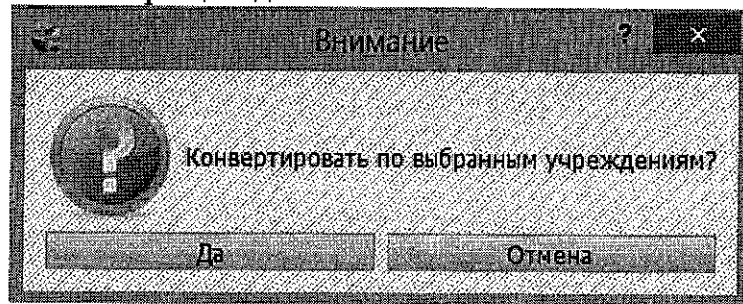 Внимание ? ×
Конвертировать по выбранным учреждениям?
Да Отмена